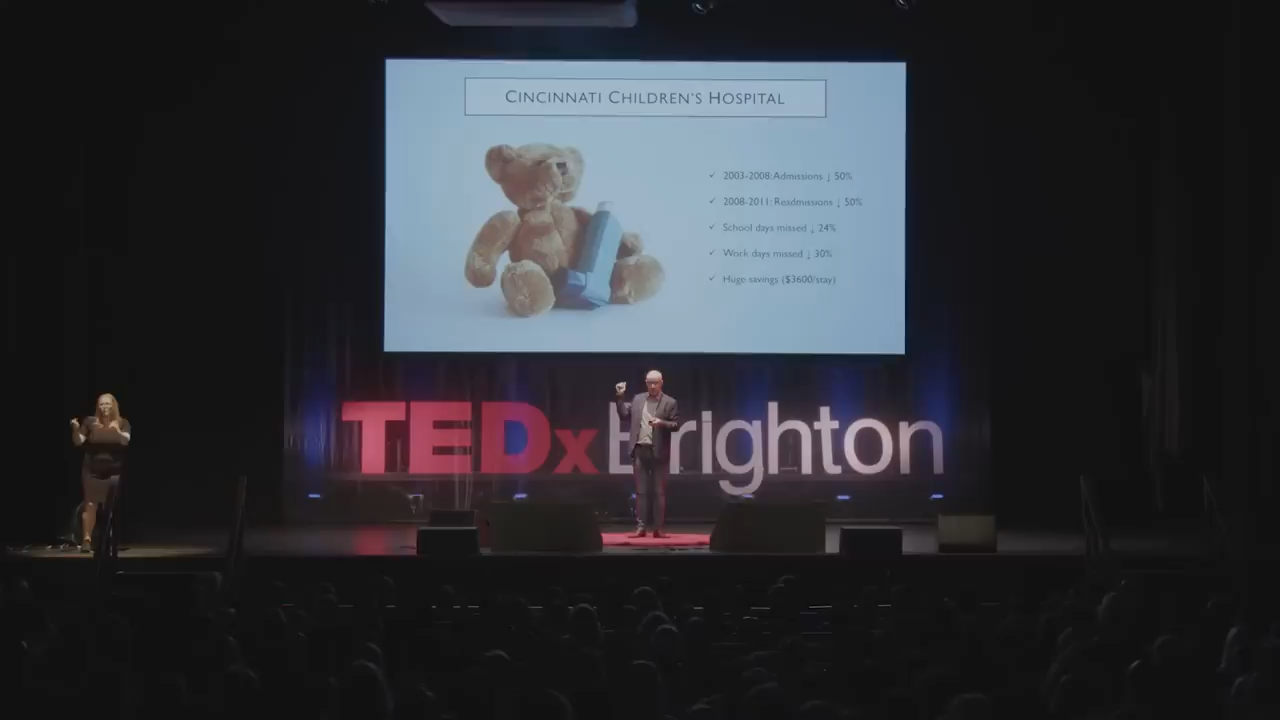 CINCINNATI CHILDREN'S HOSPITAL
✓ 2003-2008: Admissions ↓ 50%
✓ 2008-2011: Readmissions ↓ 50%
✓ School days missed ↓ 24%
✓ Work days missed ↓ 30%
✓ Huge savings ($3600/stay)
TEDxBrighton